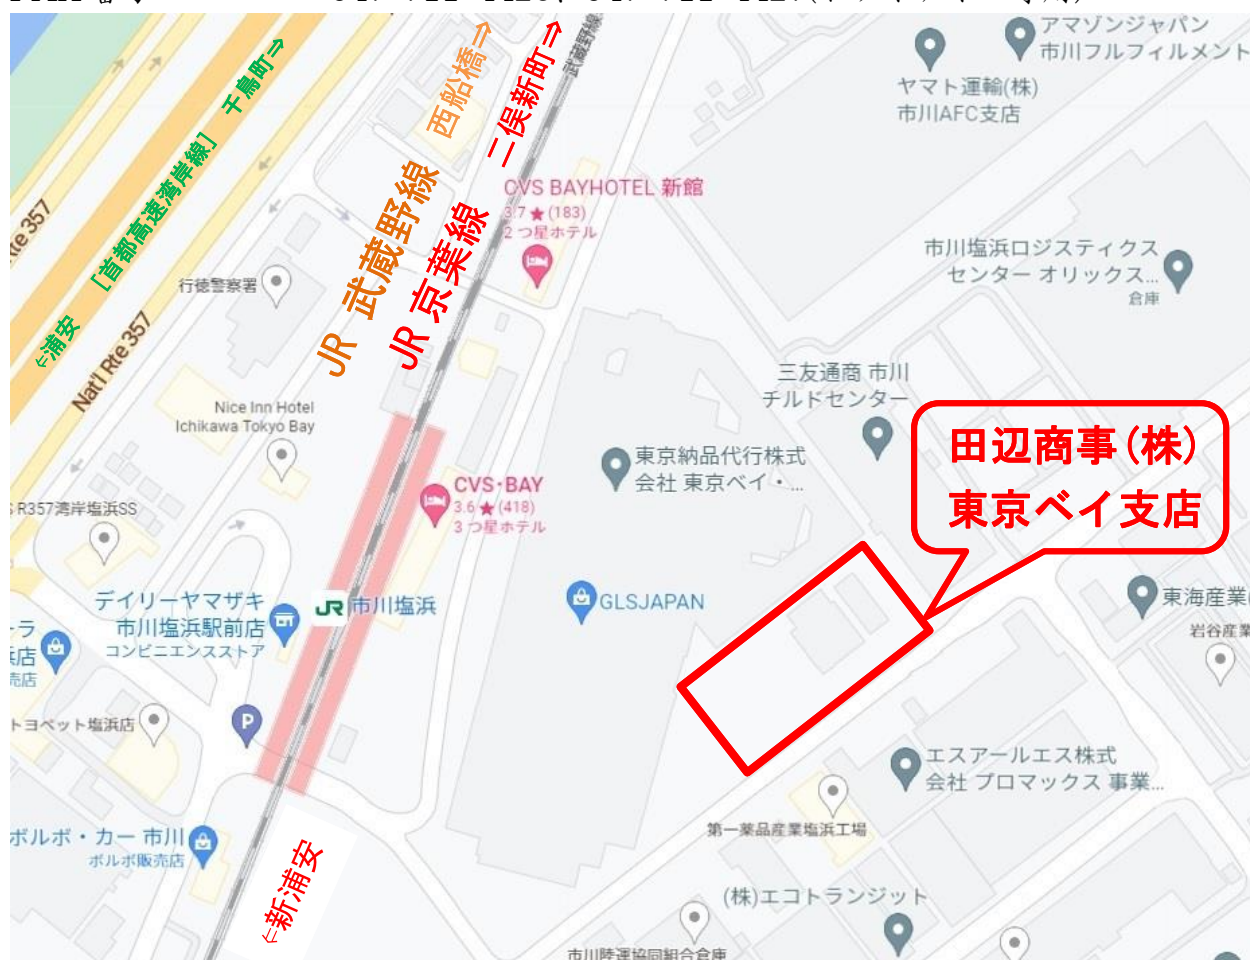 アマゾンジャパン
市川フルフィルメント
ヤマト運輸(株)
市川AFC支店
千鳥町⇒
西船橋⇒
二俣新町⇒
武蔵野線
[首都高速湾岸線]
⇐浦安
Nat'l Rte 357
行徳警察署
JR 武蔵野線
JR 京葉線
CVS BAYHOTEL 新館
3.7★(183)
2 つ星ホテル
市川塩浜ロジスティクス
センター オリックス...
倉庫
三友通商 市川
チルドセンター
Nice Inn Hotel
Ichikawa Tokyo Bay
田辺商事(株)
東京ベイ支店
東京納品代行株式
会社 東京ベイ・...
CVS・BAY
3.6★(418)
3 つ星ホテル
R357湾岸塩浜SS
デイリーヤマザキ
市川塩浜駅前店
コンビニエンスストア
JR 市川塩浜
GLSJAPAN
東海産業
岩谷産業
トヨペット塩浜店
P
エスアールエス株式
会社 プロマックス 事業...
第一薬品産業塩浜工場
ボルボ・カー 市川
ボルボ販売店
⇐新浦安
(株)エコトランジット
市川陸運協同組合倉庫